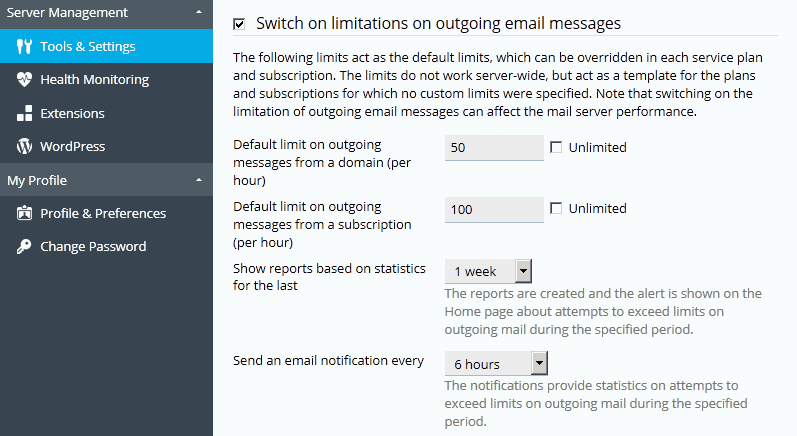 Server Management
Tools & Settings
Health Monitoring
Extensions
WordPress
My Profile
Profile & Preferences
Change Password
Switch on limitations on outgoing email messages
The following limits act as the default limits, which can be overridden in each service plan
and subscription. The limits do not work server-wide, but act as a template for the plans
and subscriptions for which no custom limits were specified. Note that switching on the
limitation of outgoing email messages can affect the mail server performance.
Default limit on outgoing
messages from a domain (per
hour)
50
Unlimited
Default limit on outgoing
messages from a subscription
(per hour)
100
Unlimited
Show reports based on statistics
for the last
1 week
The reports are created and the alert is shown on the
Home page about attempts to exceed limits on
outgoing mail during the specified period.
Send an email notification every
6 hours
The notifications provide statistics on attempts to
exceed limits on outgoing mail during the specified
period.